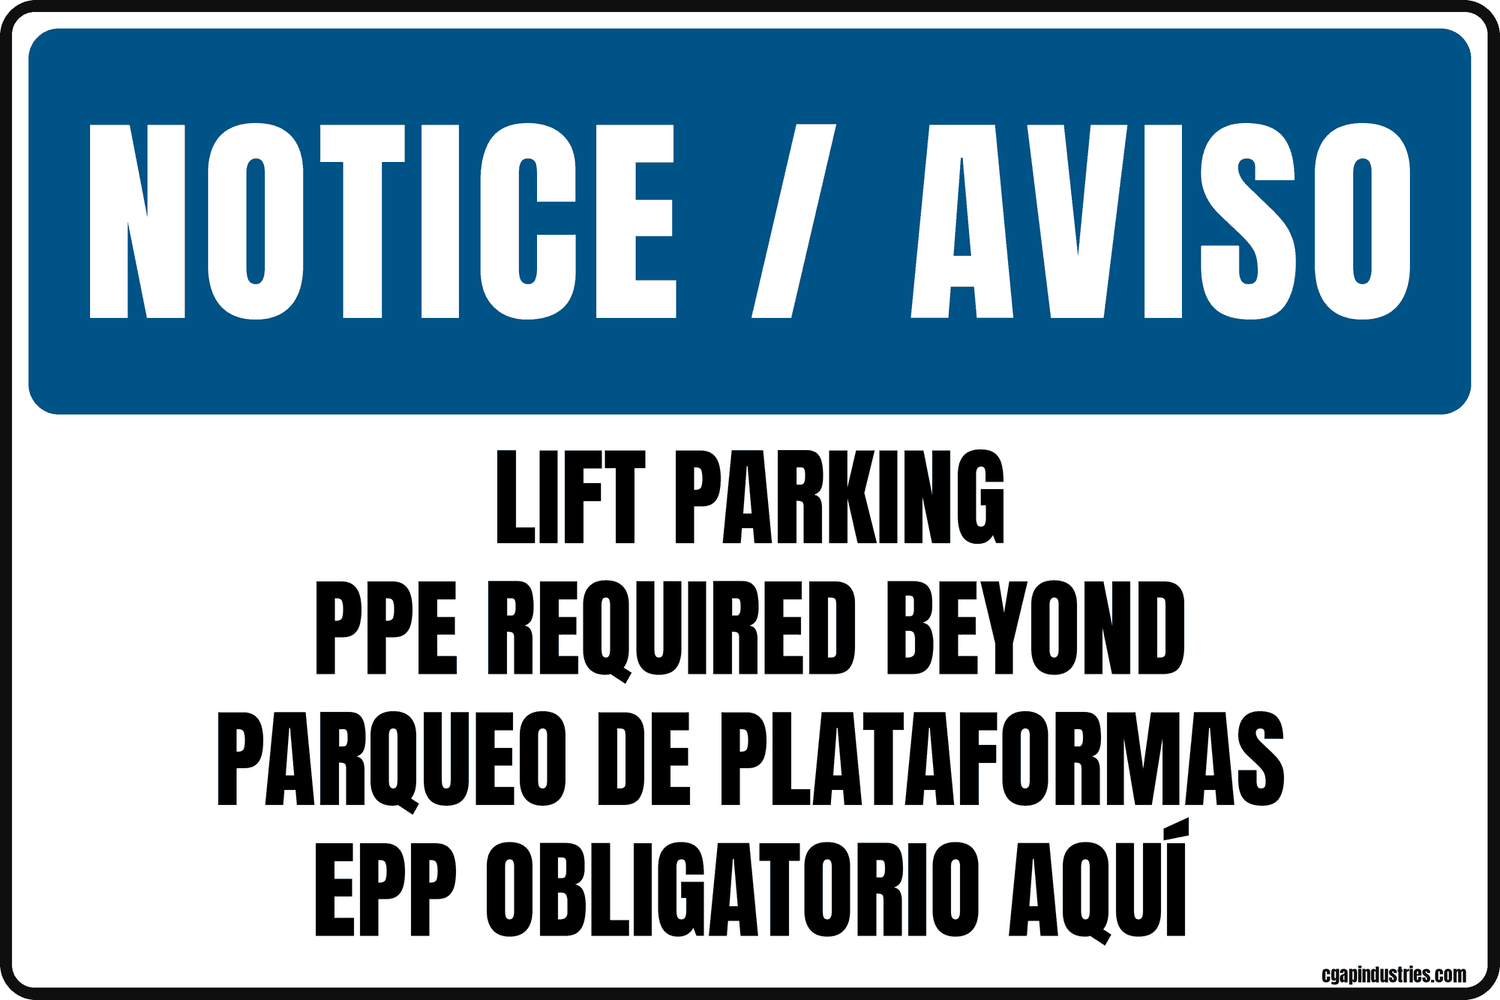 NOTICE / AVISO
LIFT PARKING
PPE REQUIRED BEYOND
PARQUEO DE PLATAFORMAS
EPP OBLIGATORIO AQUÍ
cgapindustries.com